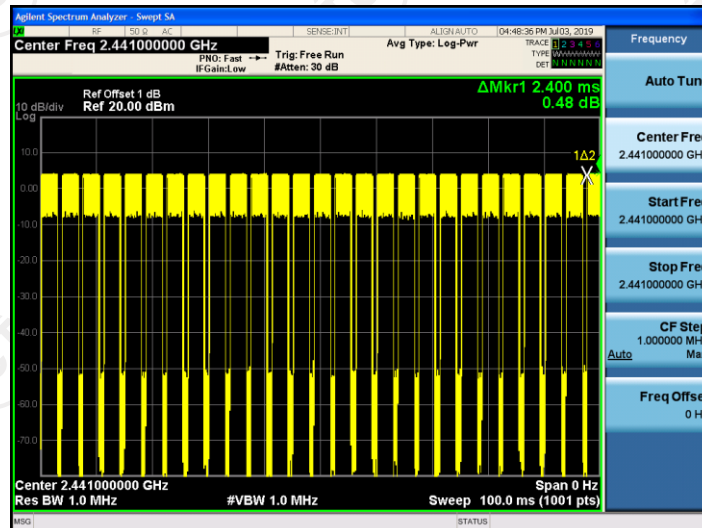 Agilent Spectrum Analyzer - Swept SA
RF 50 Ω AC SENSE:INT ALIGN AUTO 04:48:36 PM Jul 03, 2019
Center Freq 2.441000000 GHz
PNO: Fast
IFGain:Low
Trig: Free Run
#Atten: 30 dB
Avg Type: Log-Pwr
TRACE 1 2 3 4 5 6
TYPE WWWWWW
DET N N N N N N
Ref Offset 1 dB
ΔMkr1 2.400 ms
10 dB/div Ref 20.00 dBm 0.48 dB
Log
10.0
1Δ2
0.00
-10.0
-20.0
-30.0
-40.0
-50.0
-60.0
-70.0
Center 2.441000000 GHz Span 0 Hz
Res BW 1.0 MHz #VBW 1.0 MHz Sweep 100.0 ms (1001 pts)
MSG STATUS
Frequency
Auto Tun
Center Fre
2.441000000 GH
Start Fre
2.441000000 GH
Stop Fre
2.441000000 GH
CF Step
1.000000 MH
Auto Ma
Freq Offse
0 H